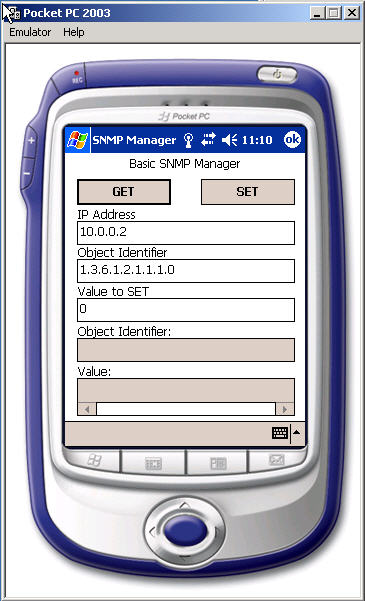 Pocket PC 2003
Emulator Help
REC
Pocket PC
SNMP Manager 11:10 ok
Basic SNMP Manager
GET SET
IP Address
10.0.0.2
Object Identifier
1.3.6.1.2.1.1.1.0
Value to SET
0
Object Identifier:
Value: